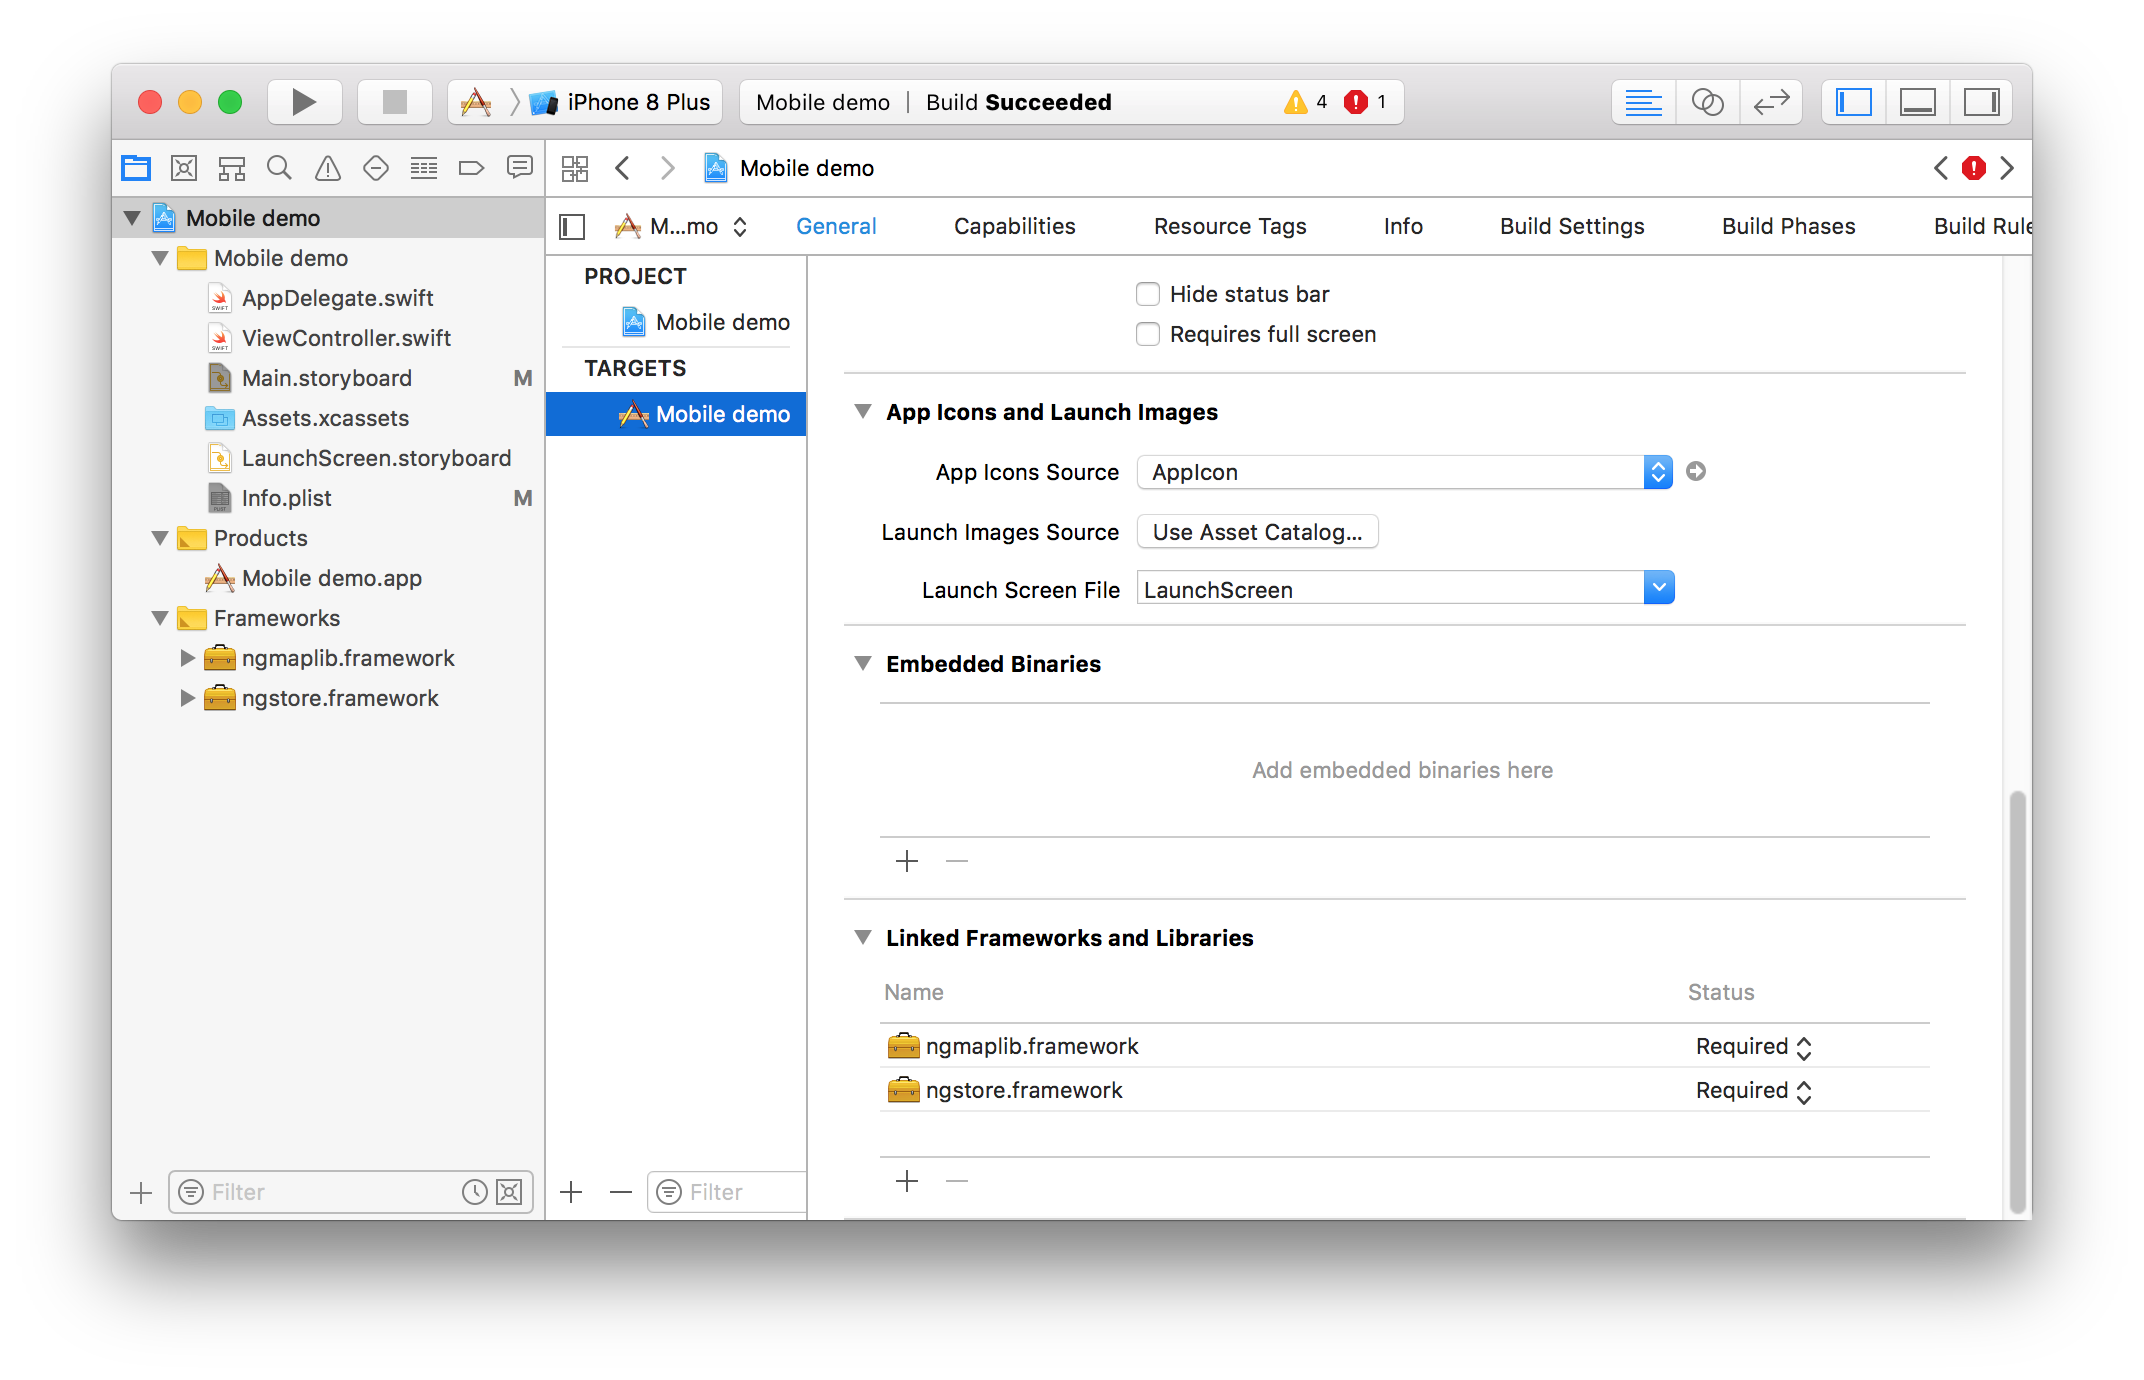 iPhone 8 Plus
Mobile demo | Build Succeeded
4
1
Mobile demo
Mobile demo
AppDelegate.swift
ViewController.swift
Main.storyboard M
Assets.xcassets
LaunchScreen.storyboard
Info.plist M
Products
Mobile demo.app
Frameworks
ngmaplib.framework
ngstore.framework
Filter
Mobile demo
M...mo
General Capabilities Resource Tags Info Build Settings Build Phases Build Rule
PROJECT
Mobile demo
TARGETS
Mobile demo
Filter
Hide status bar
Requires full screen
App Icons and Launch Images
App Icons Source AppIcon
Launch Images Source Use Asset Catalog...
Launch Screen File LaunchScreen
Embedded Binaries
Add embedded binaries here
Linked Frameworks and Libraries
Name Status
ngmaplib.framework Required
ngstore.framework Required